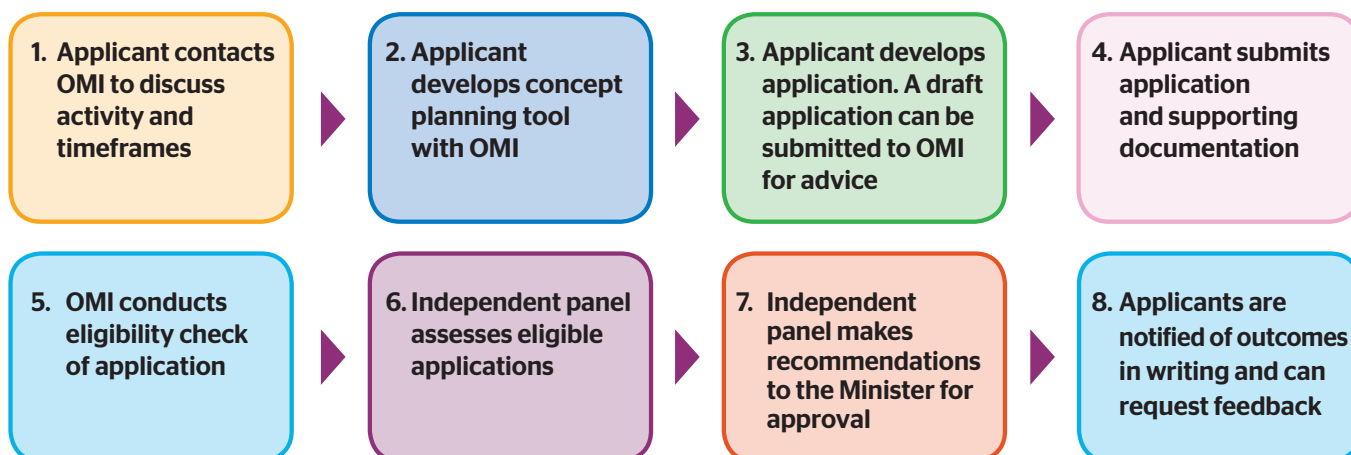 1. Applicant contacts
OMI to discuss
activity and
timeframes
2. Applicant
develops concept
planning tool
with OMI
3. Applicant develops
application. A draft
application can be
submitted to OMI
for advice
4. Applicant submits
application
and supporting
documentation
5. OMI conducts
eligibility check
of application
6. Independent panel
assesses eligible
applications
7. Independent
panel makes
recommendations
to the Minister for
approval
8. Applicants are
notified of outcomes
in writing and can
request feedback